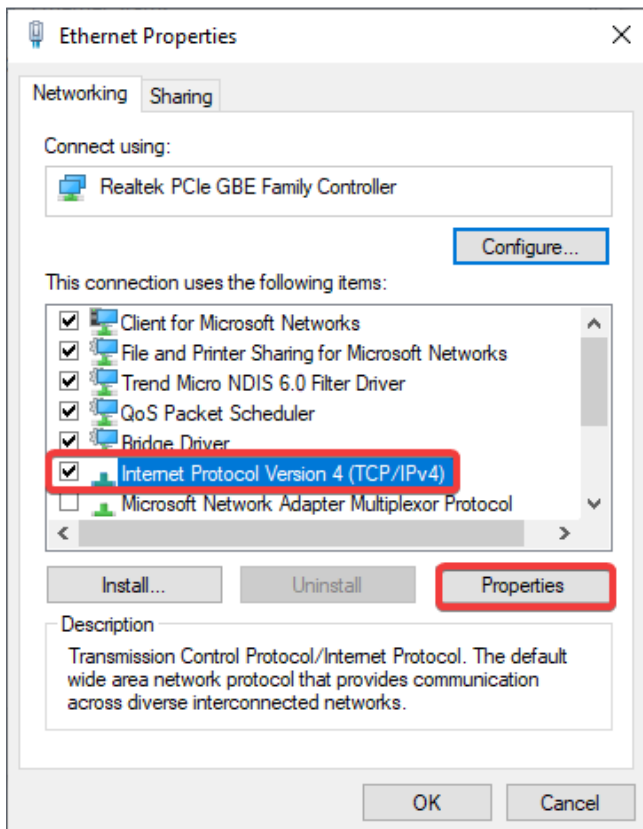 Ethernet Properties
Networking
Sharing
Connect using:
Realtek PCIe GBE Family Controller
Configure...
This connection uses the following items:
Client for Microsoft Networks
File and Printer Sharing for Microsoft Networks
Trend Micro NDIS 6.0 Filter Driver
QoS Packet Scheduler
Bridge Driver
Internet Protocol Version 4 (TCP/IPv4)
Microsoft Network Adapter Multiplexor Protocol
Install...
Uninstall
Properties
Description
Transmission Control Protocol/Internet Protocol. The default
wide area network protocol that provides communication
across diverse interconnected networks.
OK
Cancel